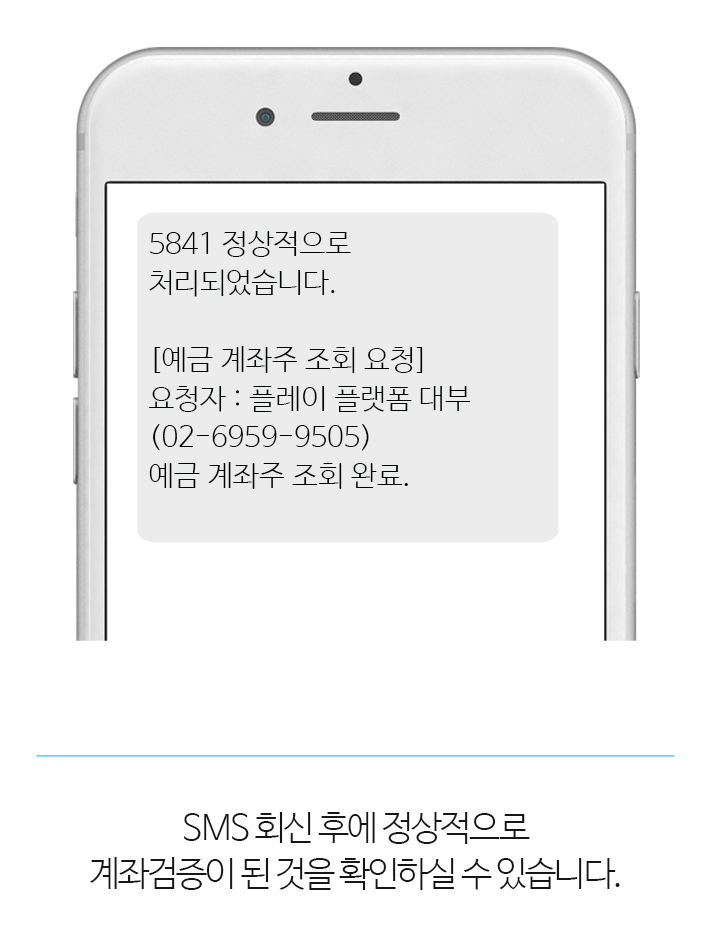 5841 정상적으로
처리되었습니다.
[예금 계좌주 조회 요청]
요청자 : 플레이 플랫폼 대부
(02-6959-9505)
예금 계좌주 조회 완료.
SMS 회신 후에 정상적으로
계좌검증이 된 것을 확인하실 수 있습니다.